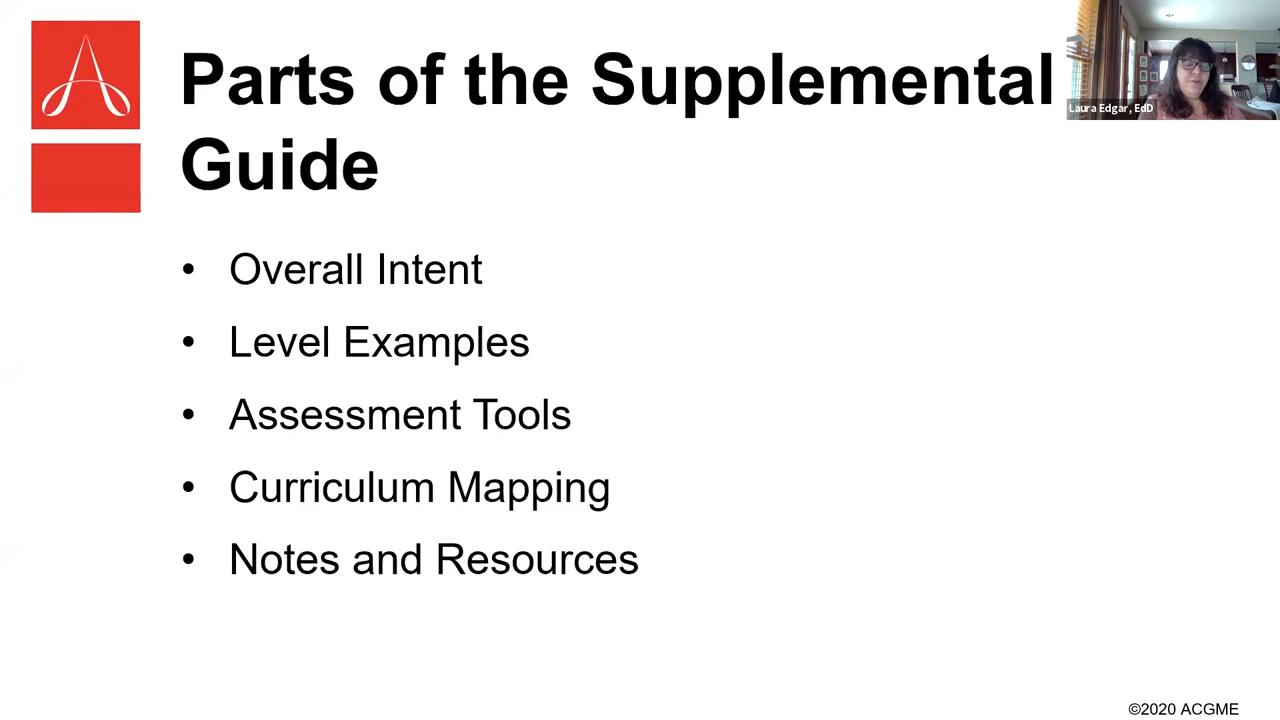 Parts of the Supplemental
Guide
Laura Edgar, EdD
• Overall Intent
• Level Examples
• Assessment Tools
• Curriculum Mapping
• Notes and Resources
©2020 ACGME